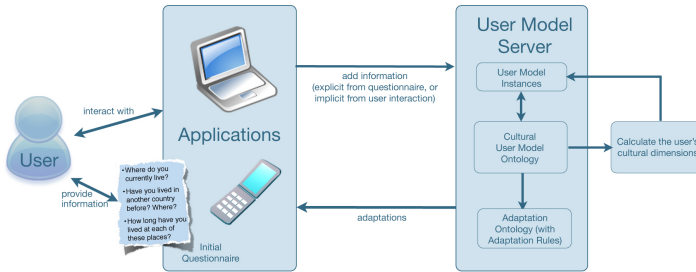 User
interact with
provide
information
Applications
• Where do you
currently live?
• Have you lived in
another country
before? Where?
• How long have you
lived at each of
these places?
Initial
Questionnaire
add information
(explicit from questionnaire, or
implicit from user interaction)
adaptations
User Model
Server
User Model
Instances
Cultural
User Model
Ontology
Adaptation
Ontology (with
Adaptation Rules)
Calculate the user's
cultural dimensions